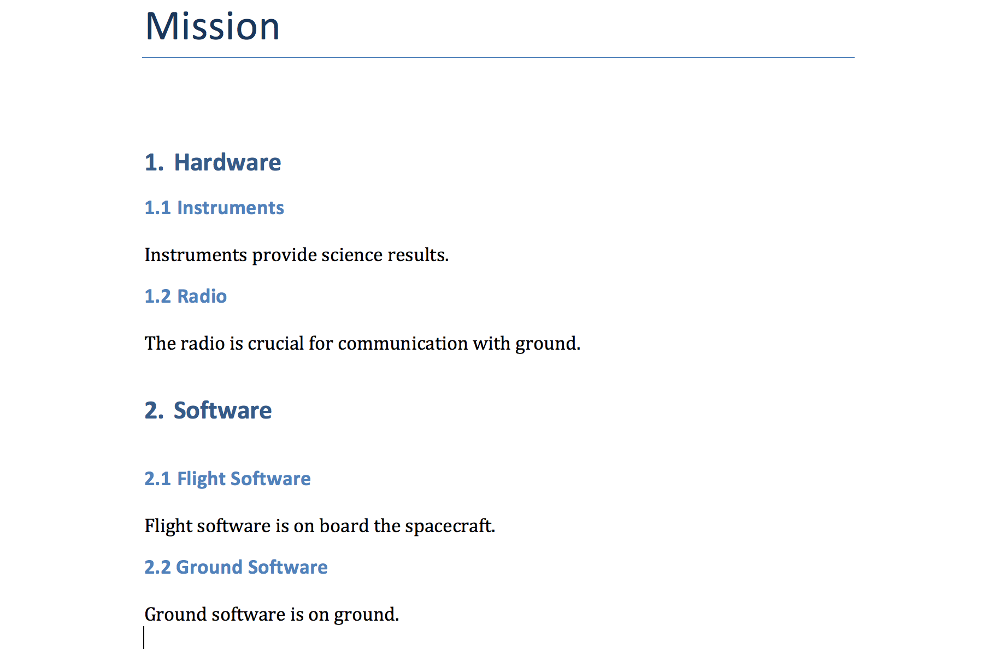 Mission
1. Hardware
1.1 Instruments
Instruments provide science results.
1.2 Radio
The radio is crucial for communication with ground.
2. Software
2.1 Flight Software
Flight software is on board the spacecraft.
2.2 Ground Software
Ground software is on ground.